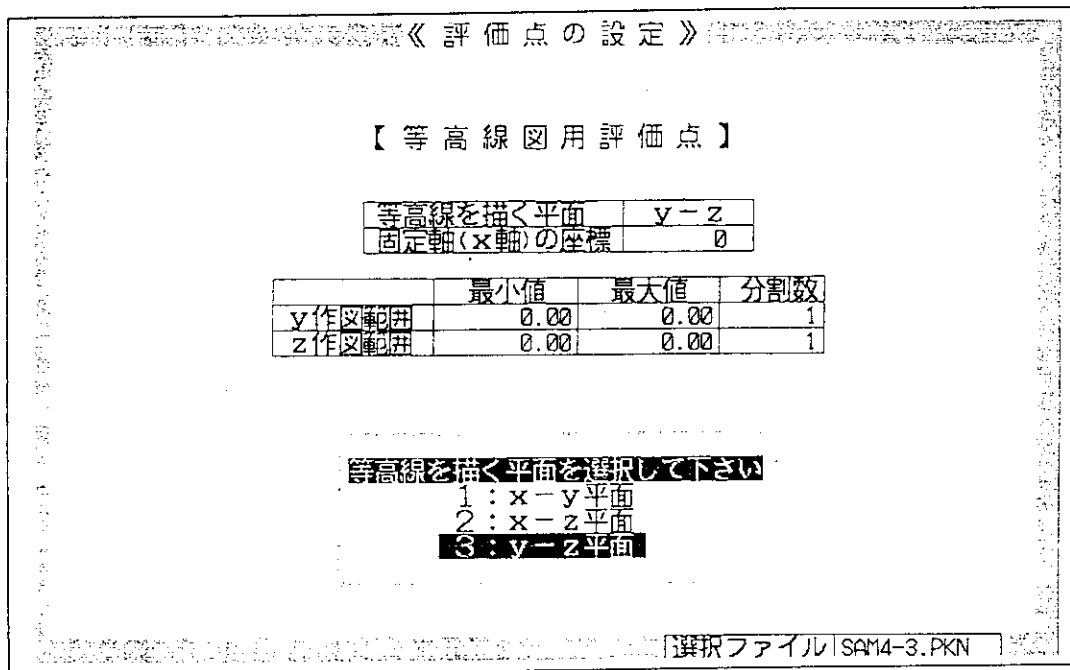 《 評 価 点 の 設 定 》
【 等 高 線 図 用 評 価 点 】
等高線を描く平面 y－z
固定軸(x軸)の座標 0
最小値 最大値 分割数
y作図範囲 0.00 0.00 1
z作図範囲 0.00 0.00 1
等高線を描く平面を選択して下さい
1：x－y平面
2：x－z平面
3：y－z平面
選択ファイル SAM4-3.PKN